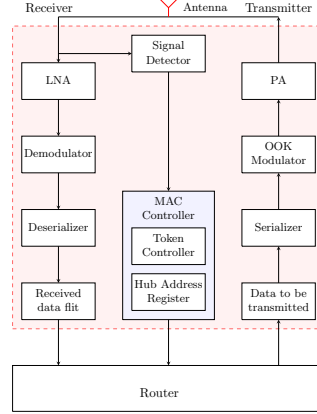 Receiver
Antenna
Transmitter
Signal
Detector
LNA
PA
Demodulator
OOK
Modulator
MAC
Controller
Deserializer
Token
Controller
Serializer
Received
data flit
Hub Address
Register
Data to be
transmitted
Router